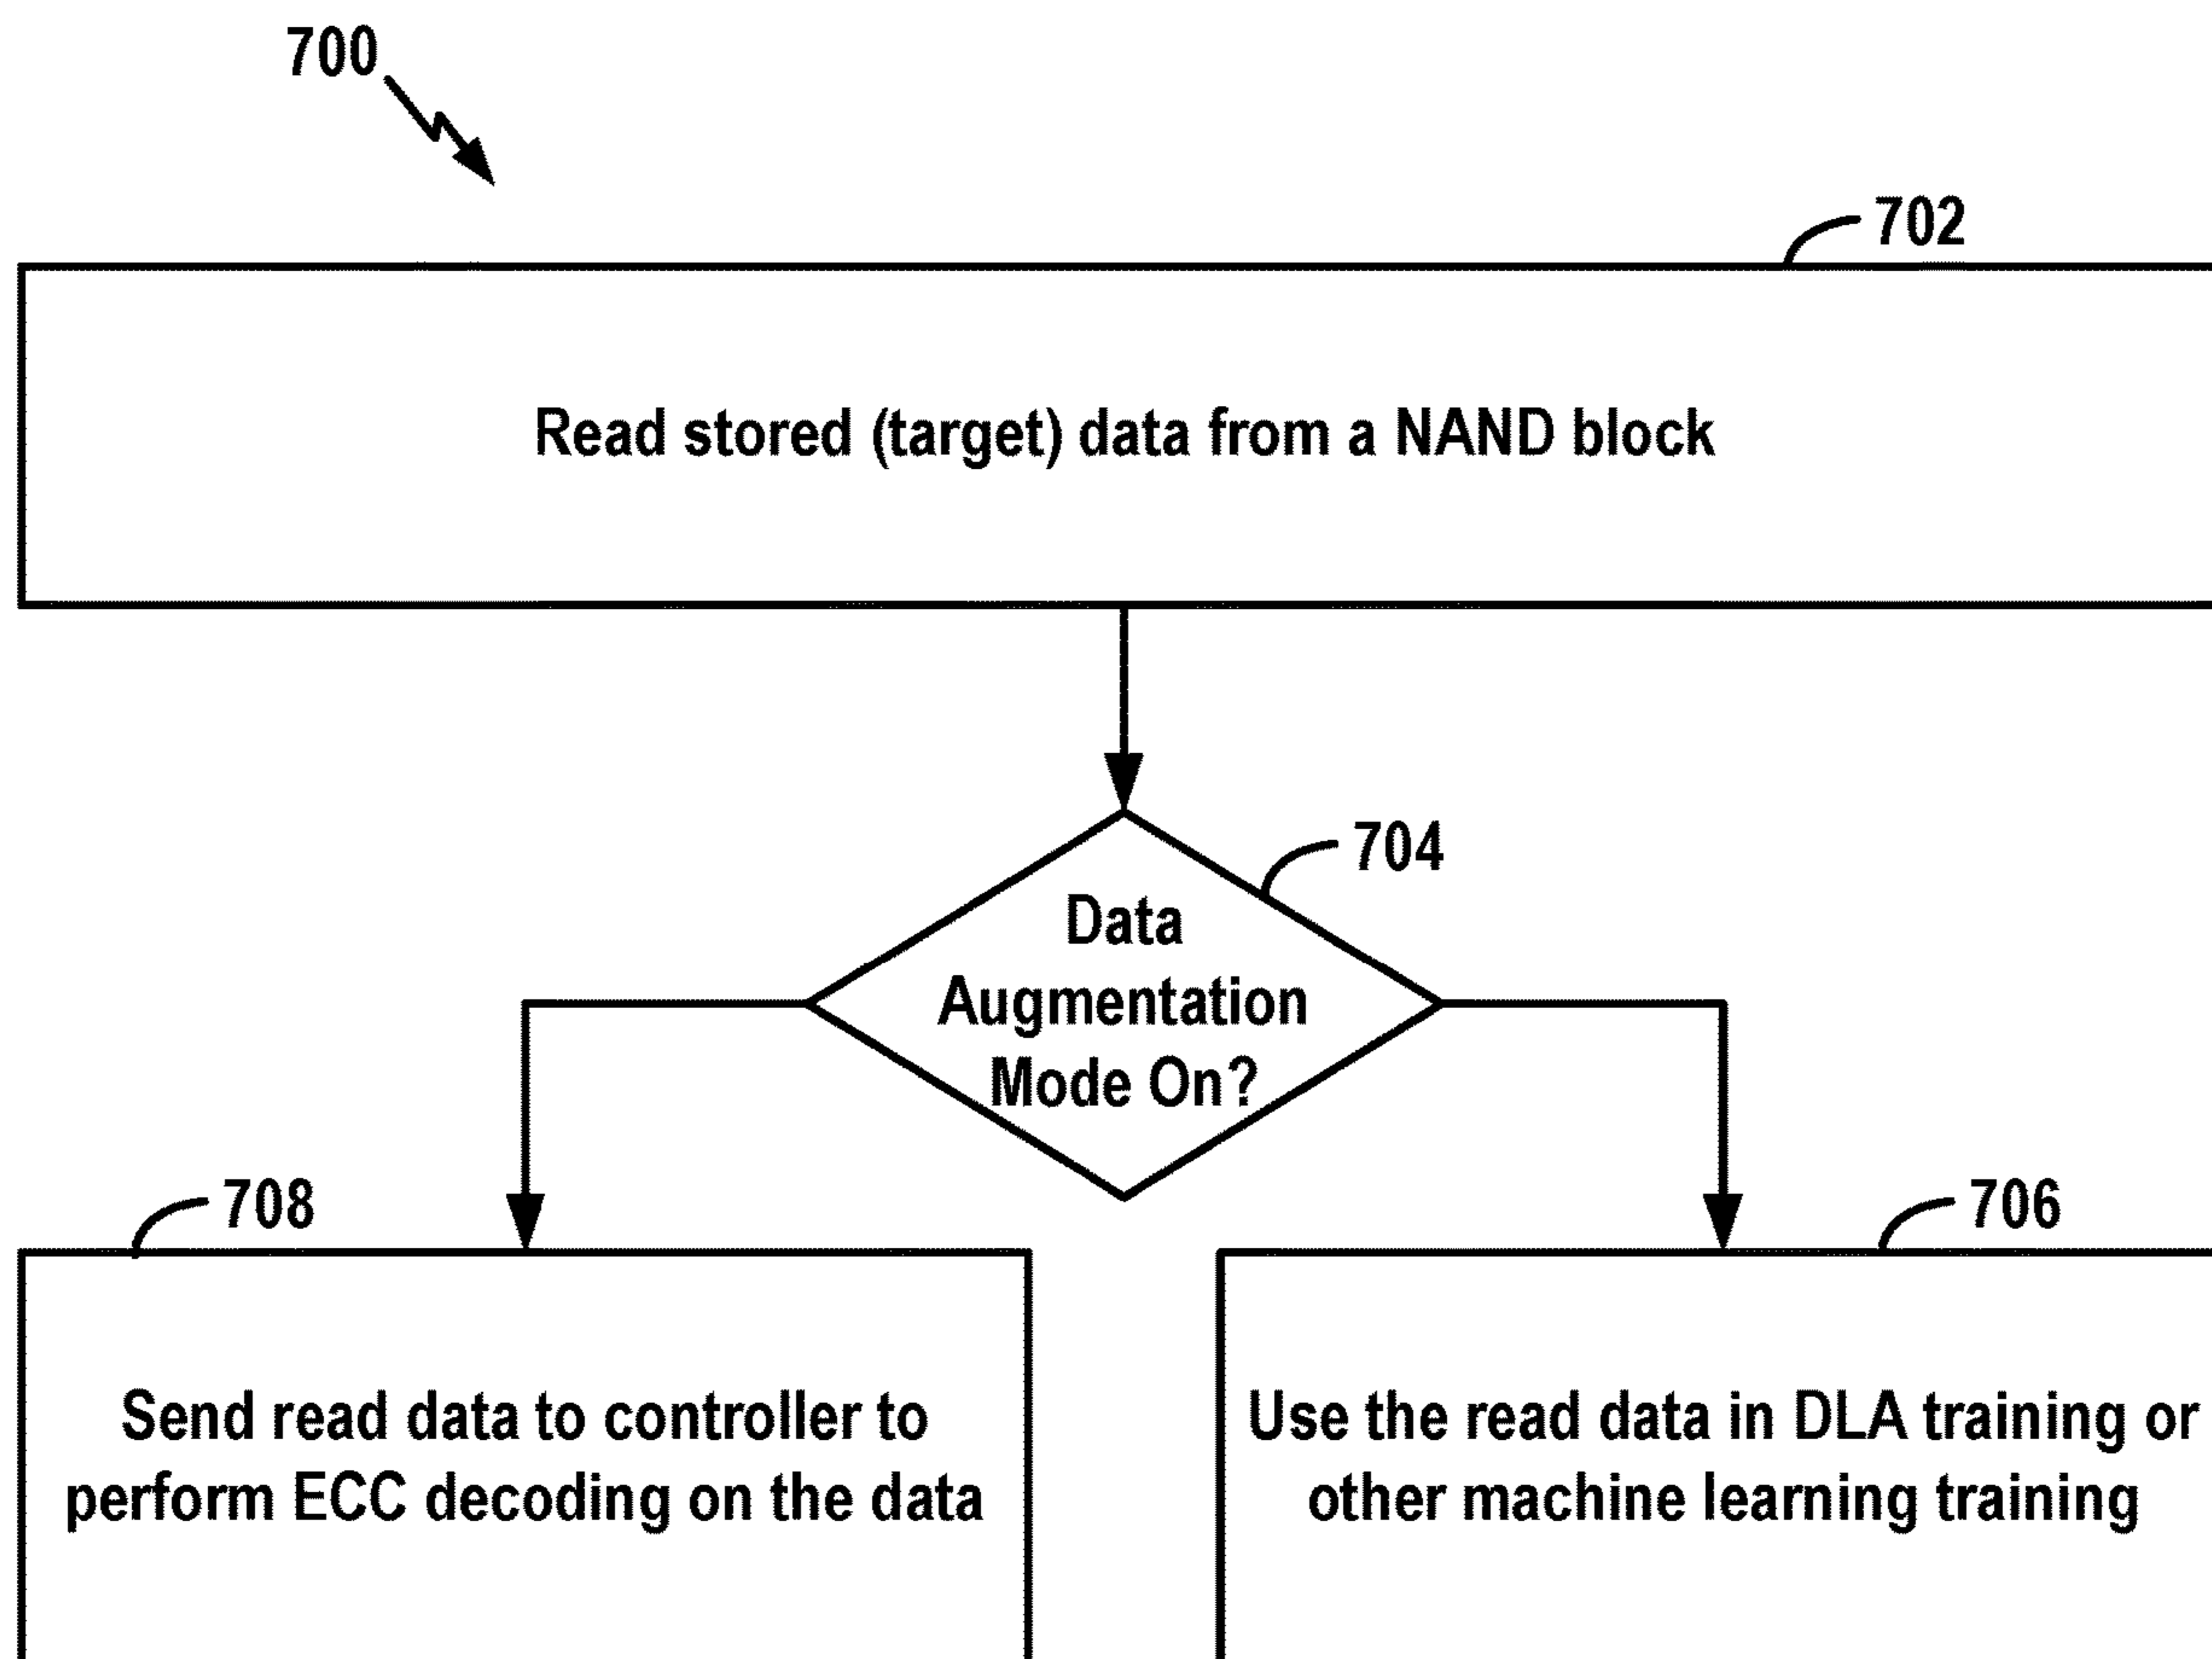 700
702
Read stored (target) data from a NAND block
704
Data
Augmentation
Mode On?
708
706
Send read data to controller to
perform ECC decoding on the data
Use the read data in DLA training or
other machine learning training